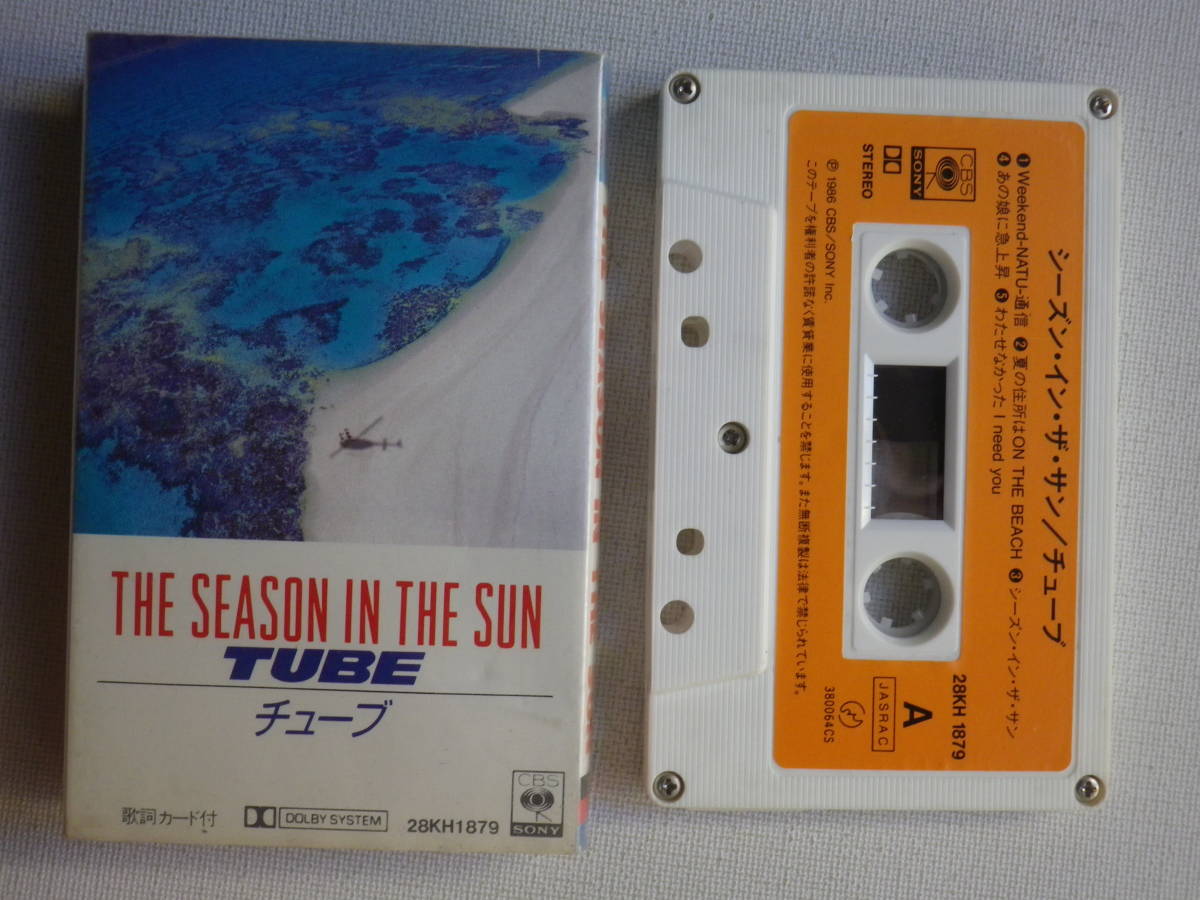 THE SEASON IN THE SUN
TUBE
チューブ
歌詞カード付
DOLBY SYSTEM
28KH1879
CBS
SONY
シーズン・イン・ザ・サン／チューブ
❶Weekend-NATU-通信 ❷夏の住所はON THE BEACH ❸シーズン・イン・ザ・サン
❹あの娘に急上昇 ❺わたせなかった I need you
CBS
SONY
STEREO
℗1986 CBS/SONY Inc.
このテープを権利者の許諾なく賃貸業に使用することを禁じます。また無断複製は法律で禁じられています。
28KH 1879
A
JASRAC
380064CS